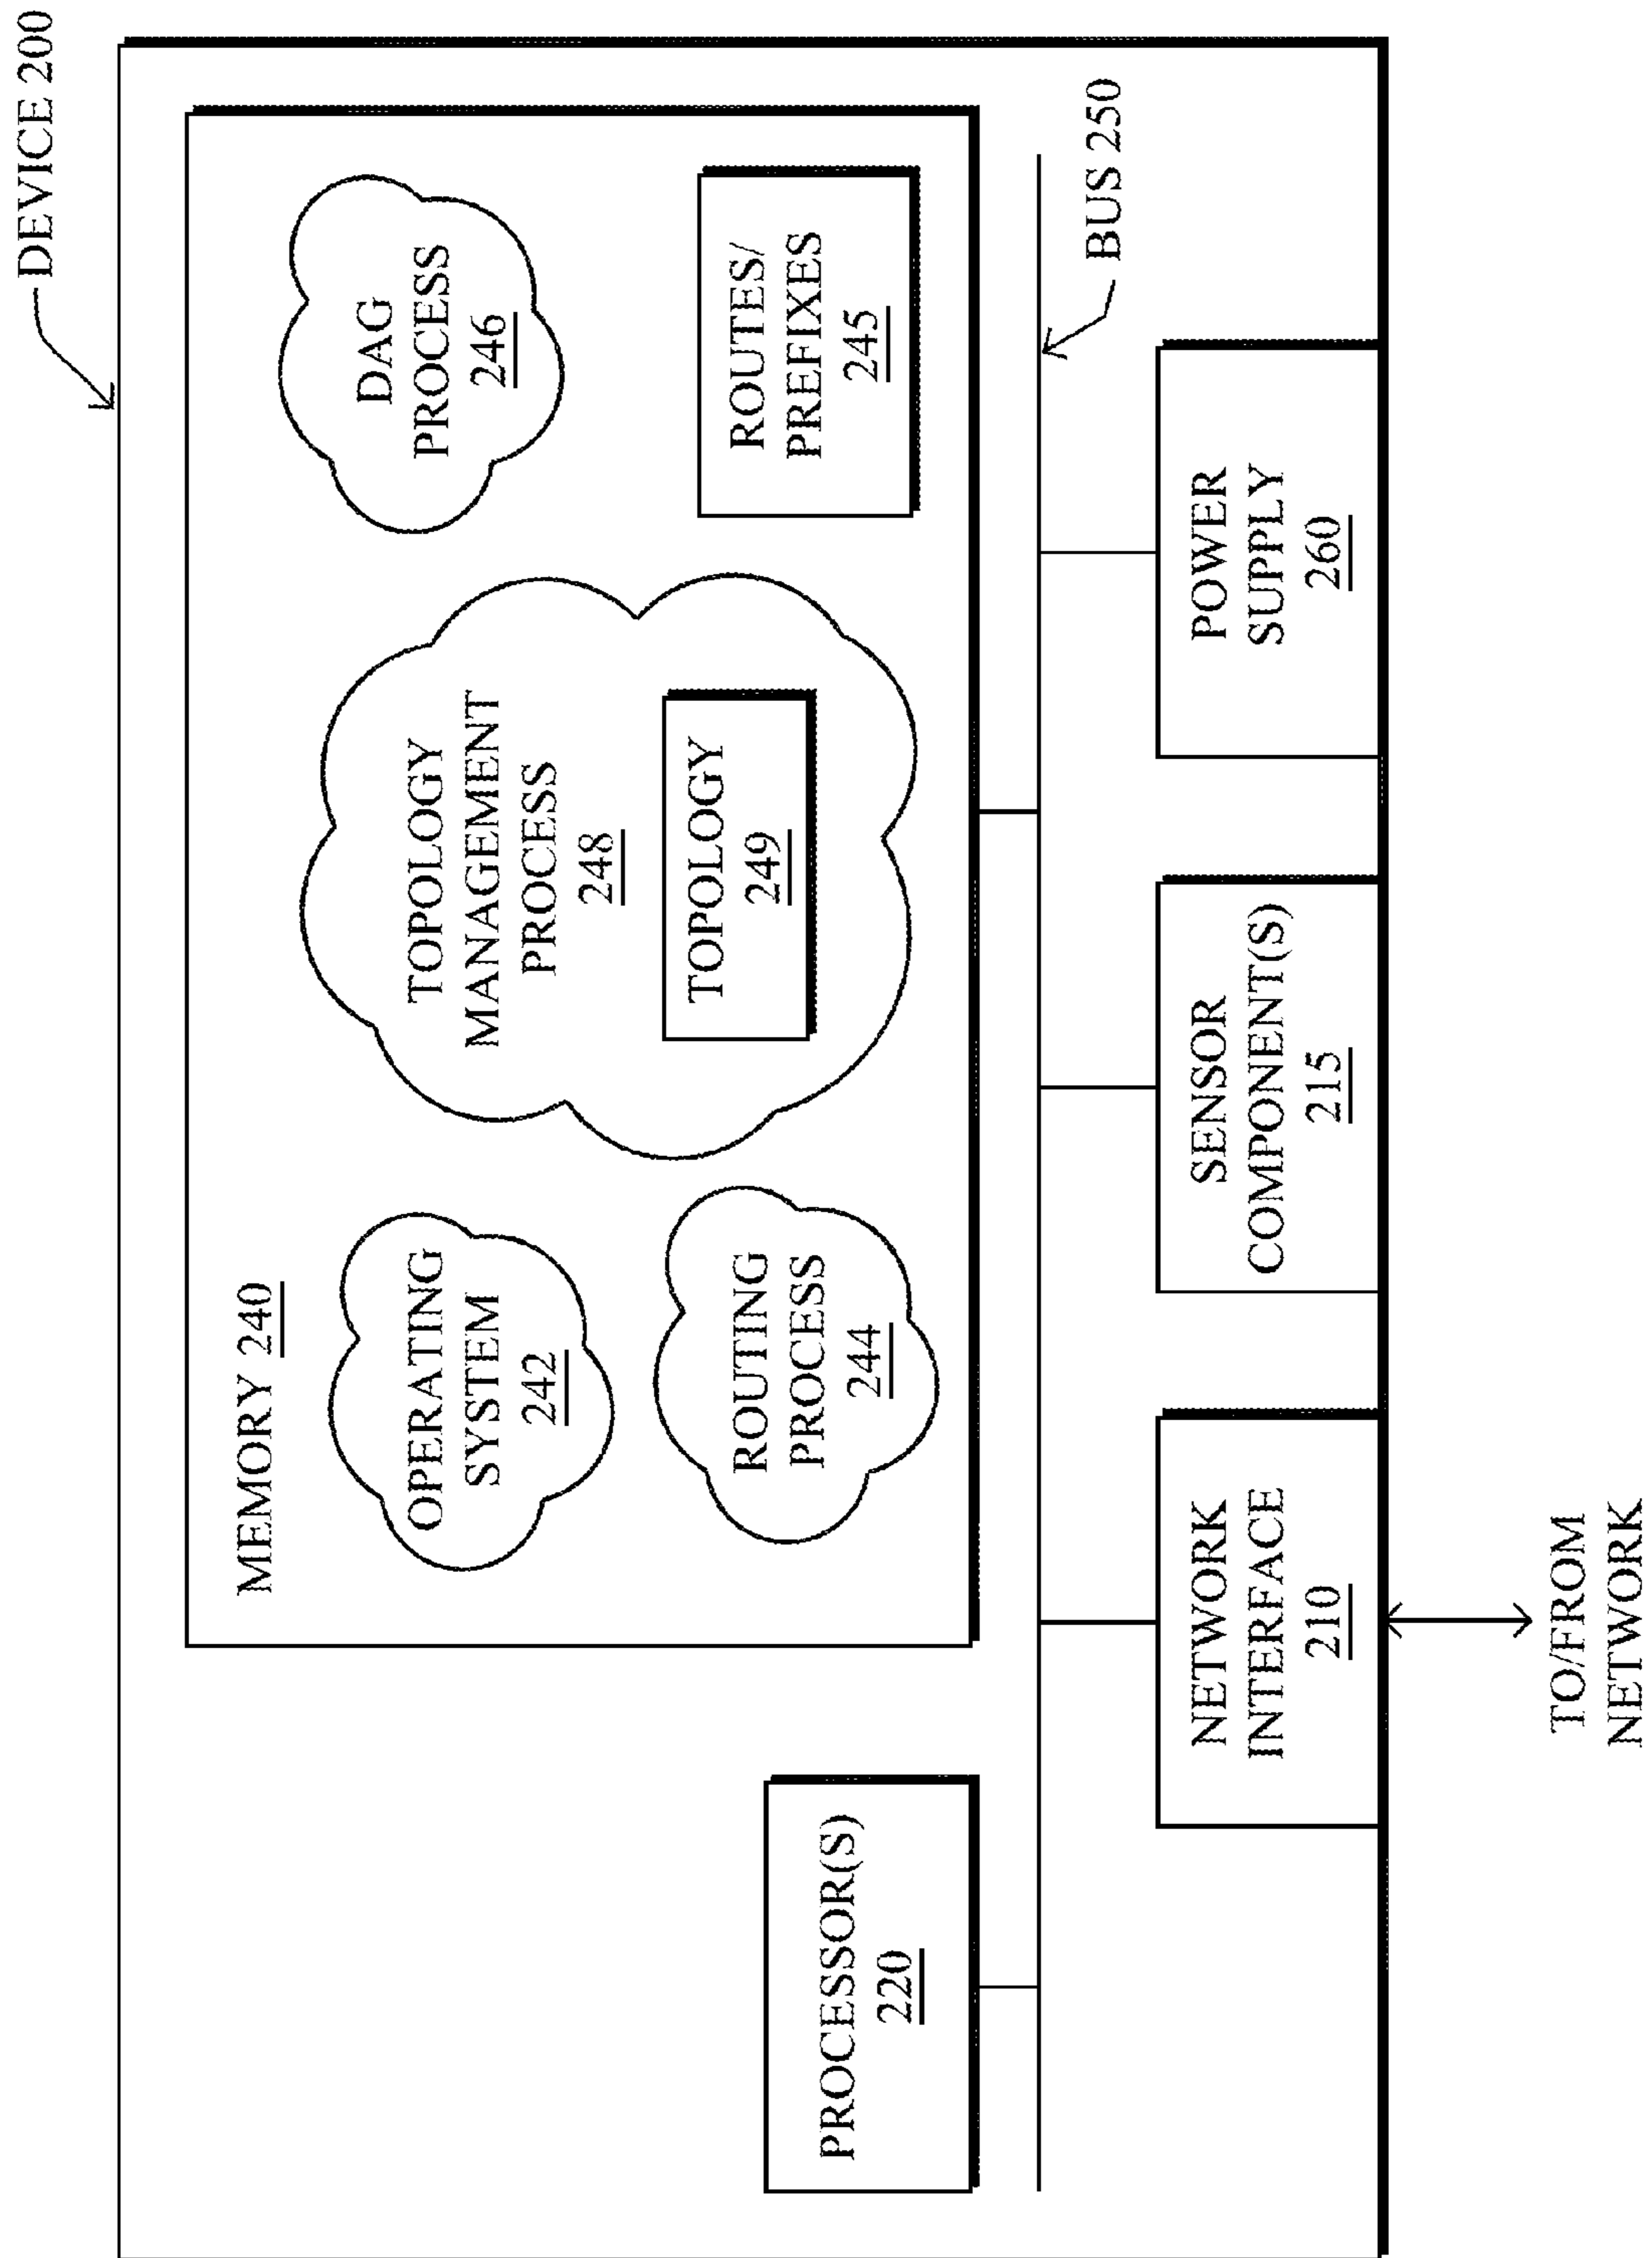 DEVICE 200
MEMORY 240
OPERATING
SYSTEM
242
ROUTING
PROCESS
244
TOPOLOGY
MANAGEMENT
PROCESS
248
TOPOLOGY
249
DAG
PROCESS
246
ROUTES/
PREFIXES
245
PROCESSOR(S)
220
BUS 250
NETWORK
INTERFACE
210
SENSOR
COMPONENT(S)
215
POWER
SUPPLY
260
TO/FROM
NETWORK